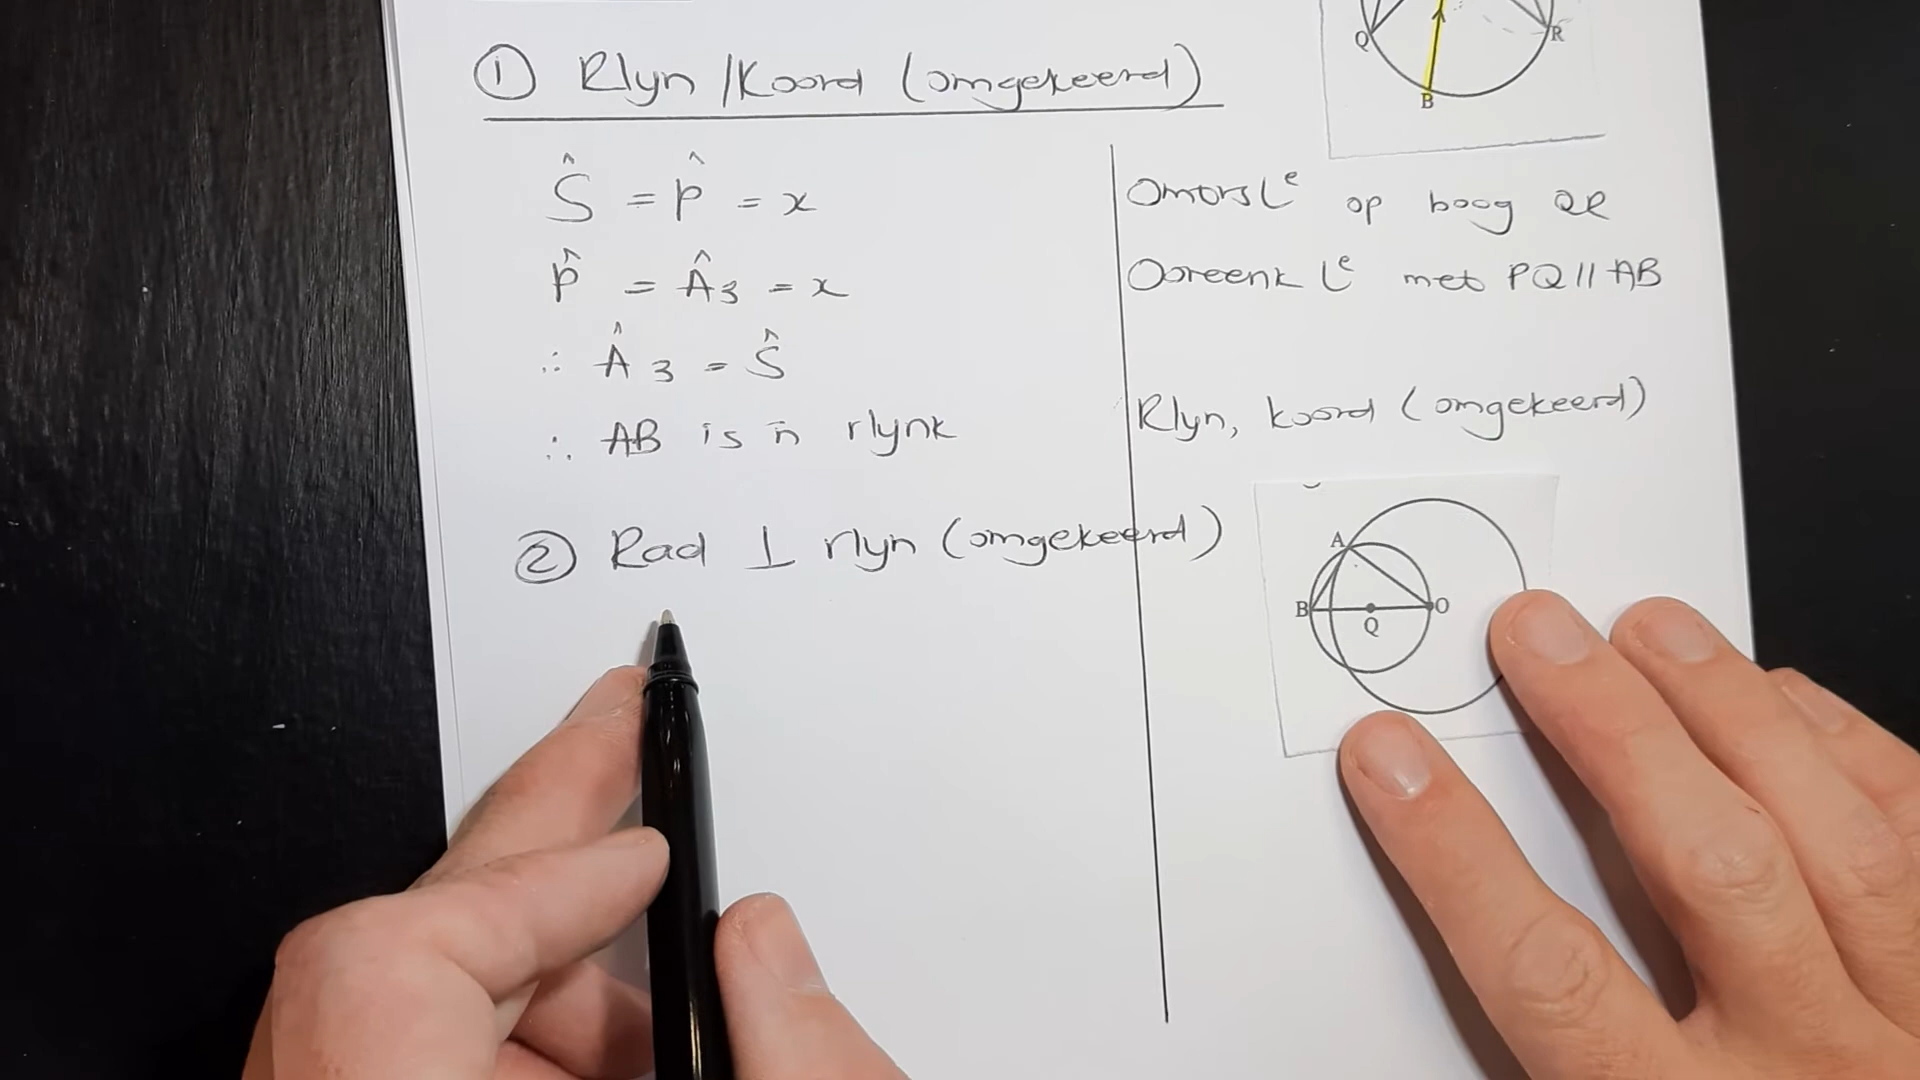 Q R
B
① Rlyn /Koord (omgekeerd)
Ŝ = P̂ = x
Omtrs ∠e op boog QR
P̂ = Â3 = x
Ooreenk ∠e met PQ // AB
∴ Â3 = Ŝ
∴ AB is 'n rlynk
Rlyn, koord (omgekeerd)
② Rad ⊥ rlyn (omgekeerd)
A
B O
Q